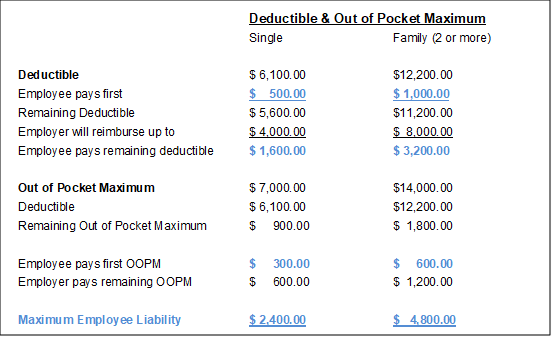 Deductible & Out of Pocket Maximum
Single Family (2 or more)
Deductible $ 6,100.00 $12,200.00
Employee pays first $ 500.00 $ 1,000.00
Remaining Deductible $ 5,600.00 $11,200.00
Employer will reimburse up to $ 4,000.00 $ 8,000.00
Employee pays remaining deductible $ 1,600.00 $ 3,200.00
Out of Pocket Maximum $ 7,000.00 $14,000.00
Deductible $ 6,100.00 $12,200.00
Remaining Out of Pocket Maximum $ 900.00 $ 1,800.00
Employee pays first OOPM $ 300.00 $ 600.00
Employer pays remaining OOPM $ 600.00 $ 1,200.00
Maximum Employee Liability $ 2,400.00 $ 4,800.00